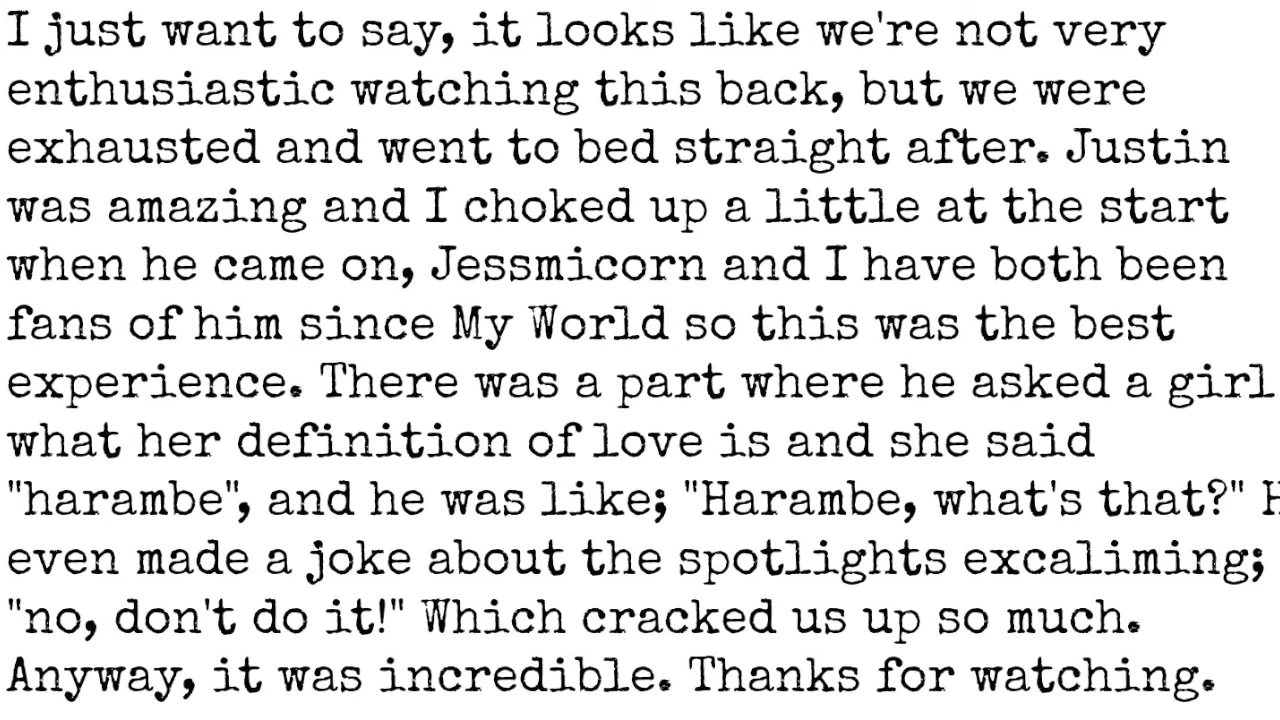 I just want to say, it looks like we're not very
enthusiastic watching this back, but we were
exhausted and went to bed straight after. Justin
was amazing and I choked up a little at the start
when he came on, Jessmicorn and I have both been
fans of him since My World so this was the best
experience. There was a part where he asked a girl
what her definition of love is and she said
"harambe", and he was like; "Harambe, what's that?"
even made a joke about the spotlights excaliming;
"no, don't do it!" Which cracked us up so much.
Anyway, it was incredible. Thanks for watching.